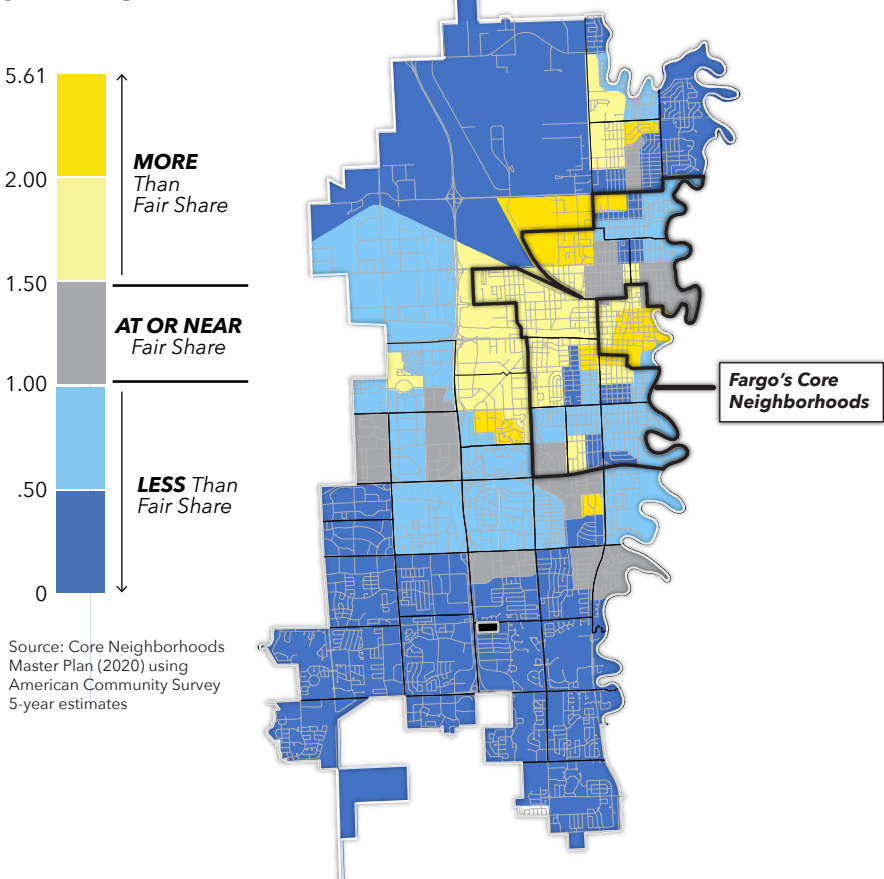 5.61
2.00
1.50
1.00
.50
0
MORE
Than
Fair Share
AT OR NEAR
Fair Share
LESS Than
Fair Share
Fargo's Core
Neighborhoods
Source: Core Neighborhoods
Master Plan (2020) using
American Community Survey
5-year estimates